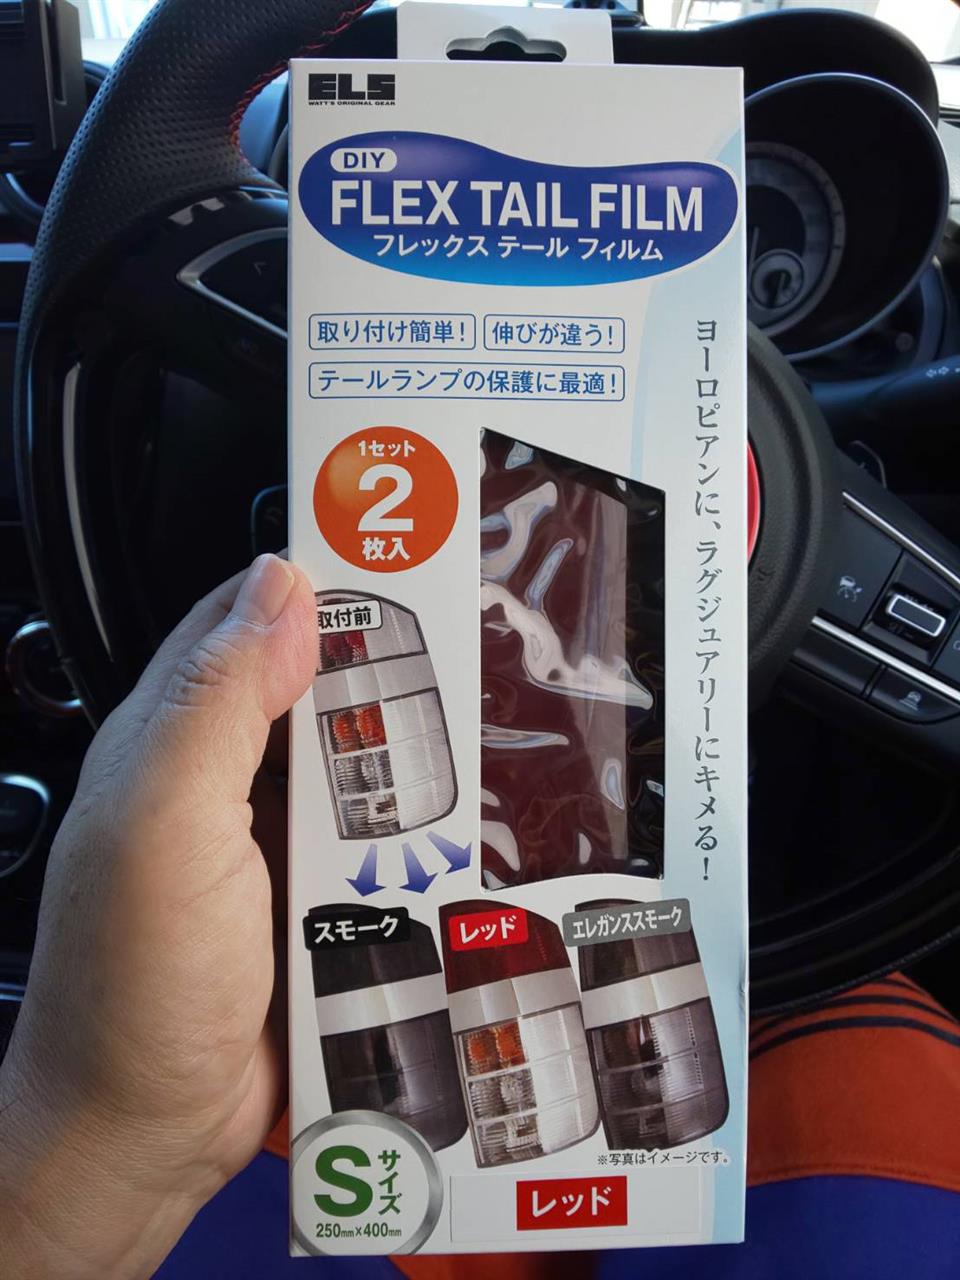 ELS
WATT'S ORIGINAL GEAR
DIY
FLEX TAIL FILM
フレックス テール フィルム
取り付け簡単! 伸びが違う!
テールランプの保護に最適!
ヨーロピアンに、ラグジュアリーにキメる!
1セット
2
枚入
取付前
スモーク
レッド
エレガンススモーク
※写真はイメージです。
S
サイズ
250mm×400mm
レッド